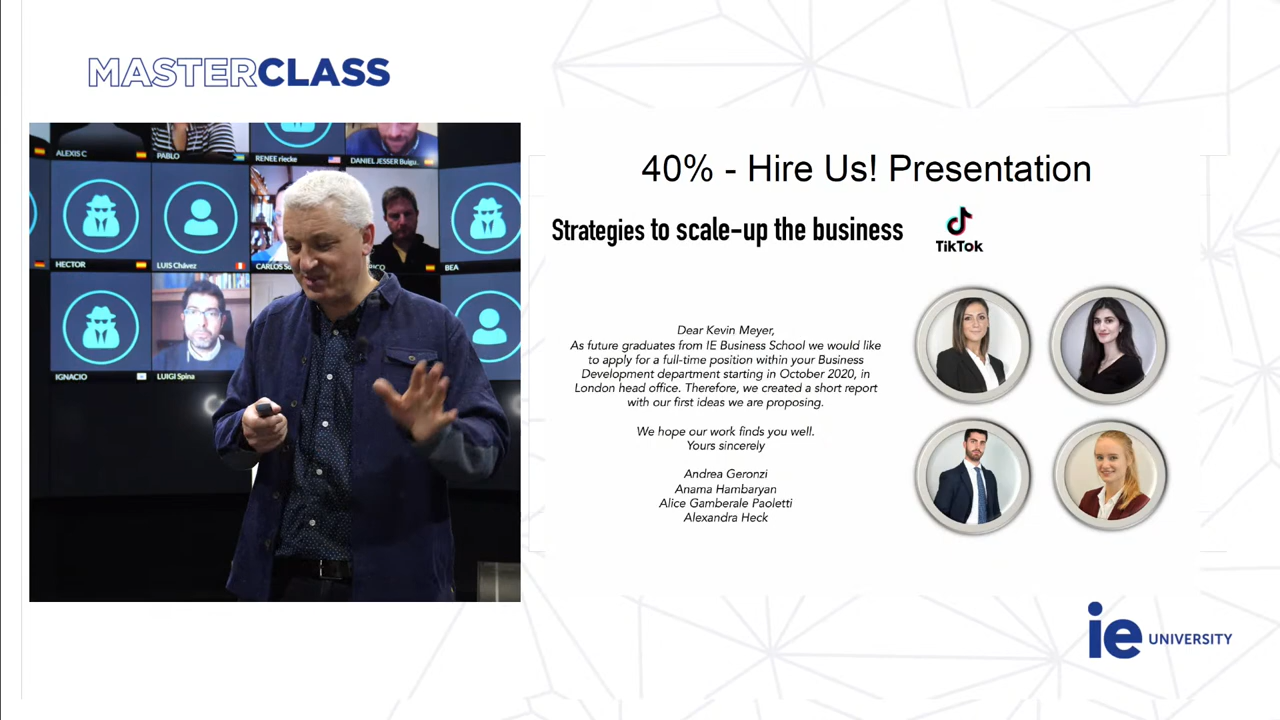 MASTERCLASS
ALEXIS C
PABLO
RENEE riecke
DANIEL JESSER Buigu..
HECTOR
LUIS Chávez
CARLOS
BEA
IGNACIO
LUIGI Spina
40% - Hire Us! Presentation
Strategies to scale-up the business
TikTok
Dear Kevin Meyer,
As future graduates from IE Business School we would like
to apply for a full-time position within your Business
Development department starting in October 2020, in
London head office. Therefore, we created a short report
with our first ideas we are proposing.
We hope our work finds you well.
Yours sincerely
Andrea Geronzi
Anama Hambaryan
Alice Gamberale Paoletti
Alexandra Heck
ie UNIVERSITY